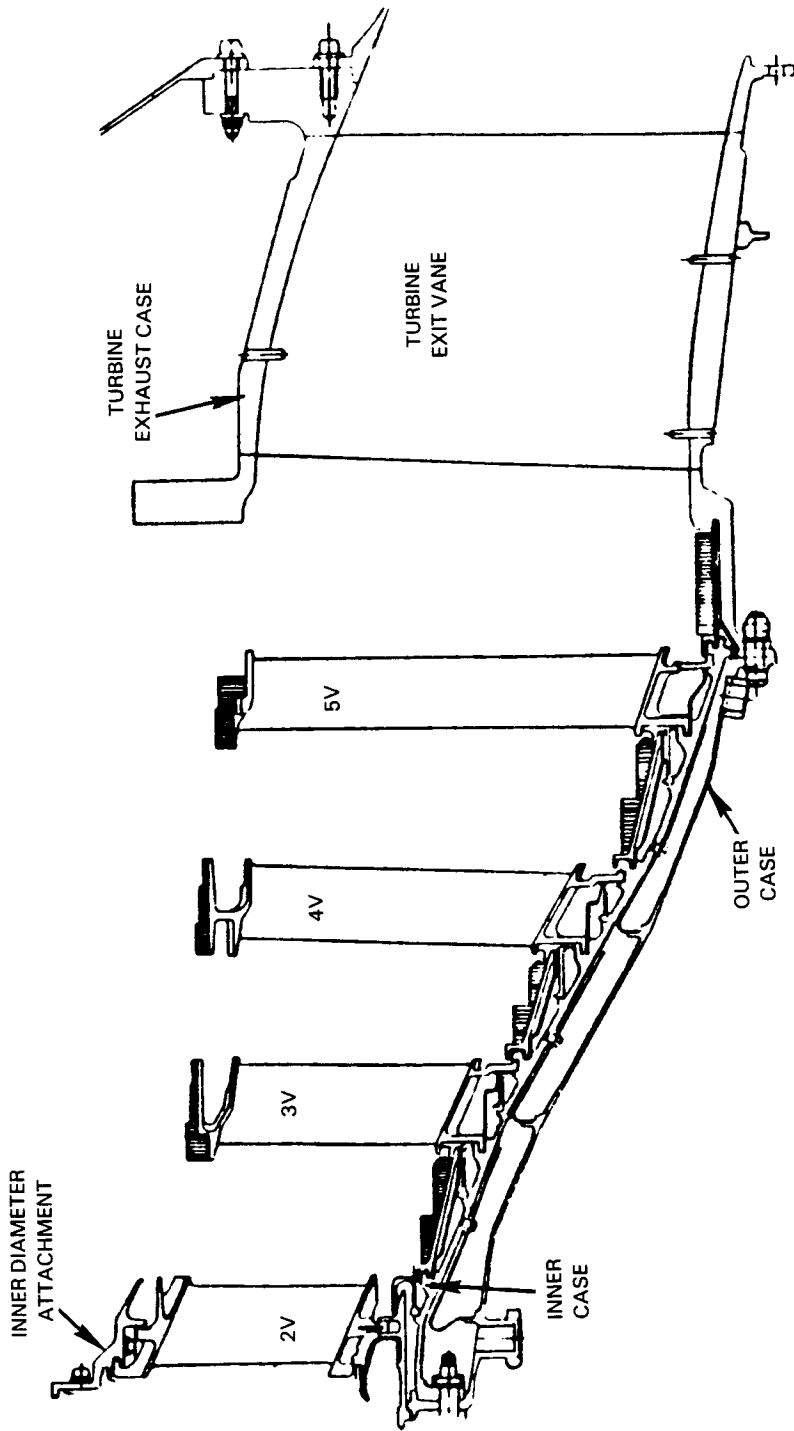 INNER DIAMETER
ATTACHMENT
2V
INNER
CASE
3V
4V
OUTER
CASE
5V
TURBINE
EXHAUST CASE
TURBINE
EXIT VANE